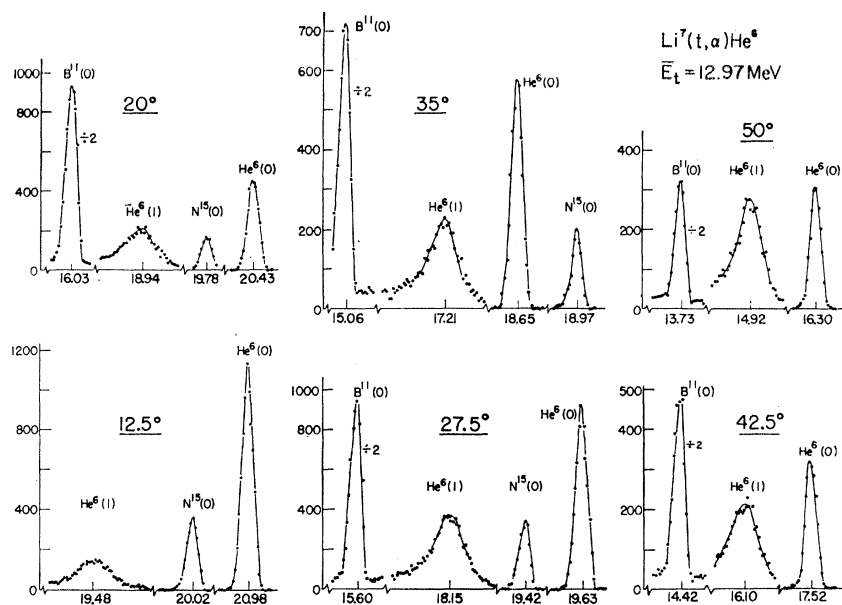 Li⁷(t,α)He⁶
Ēt = 12.97 MeV
20°
1000
800
400
0
B¹¹(0)
÷2
He⁶(1)
N¹⁵(0)
He⁶(0)
16.03 18.94 19.78 20.43
35°
700
600
400
200
0
B¹¹(0)
÷2
He⁶(1)
He⁶(0)
N¹⁵(0)
15.06 17.21 18.65 18.97
50°
400
200
0
B¹¹(0)
÷2
He⁶(1)
He⁶(0)
13.73 14.92 16.30
12.5°
1200
800
400
0
He⁶(1)
N¹⁵(0)
He⁶(0)
19.48 20.02 20.98
27.5°
1000
800
400
0
B¹¹(0)
÷2
He⁶(1)
N¹⁵(0)
He⁶(0)
15.60 18.15 19.42 19.63
42.5°
500
400
200
0
B¹¹(0)
÷2
He⁶(1)
He⁶(0)
14.42 16.10 17.52